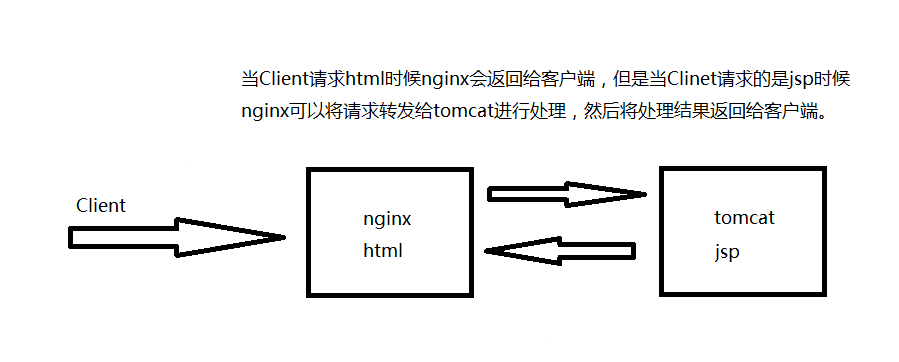 当Client请求html时候nginx会返回给客户端，但是当Clinet请求的是jsp时候
nginx可以将请求转发给tomcat进行处理，然后将处理结果返回给客户端。
Client
nginx
html
tomcat
jsp